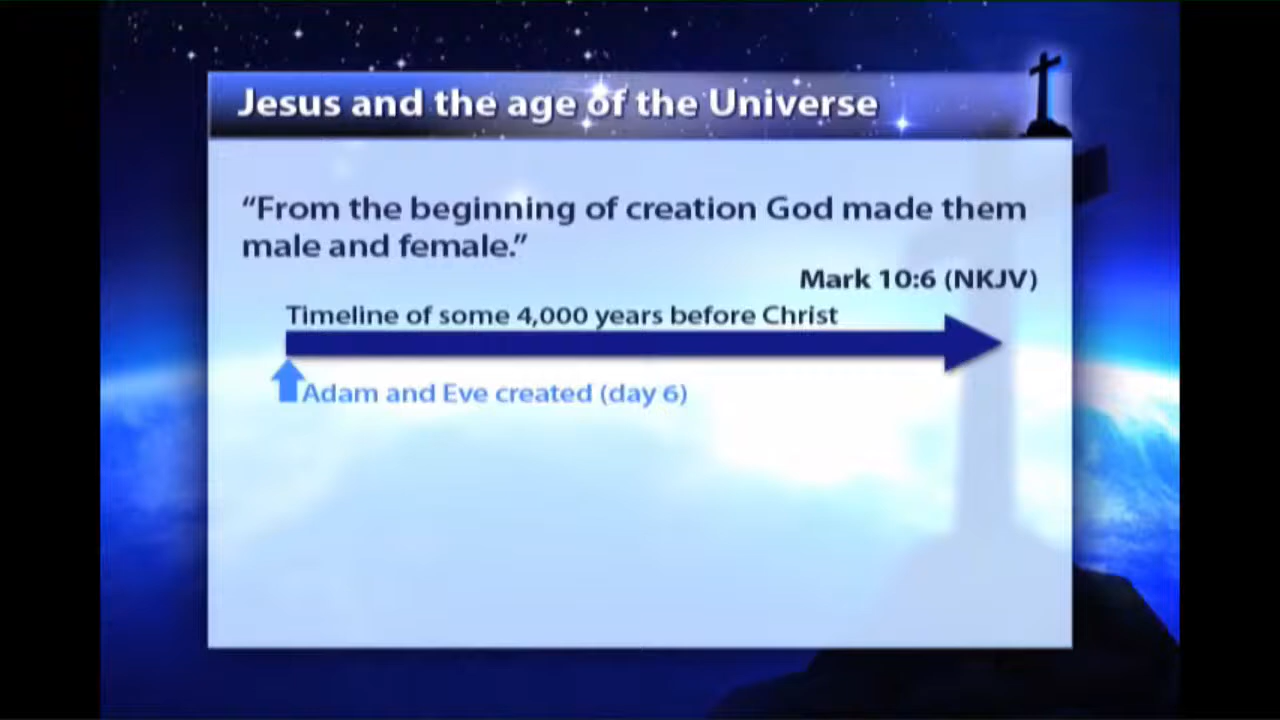 Jesus and the age of the Universe
“From the beginning of creation God made them
male and female.”
Mark 10:6 (NKJV)
Timeline of some 4,000 years before Christ
Adam and Eve created (day 6)